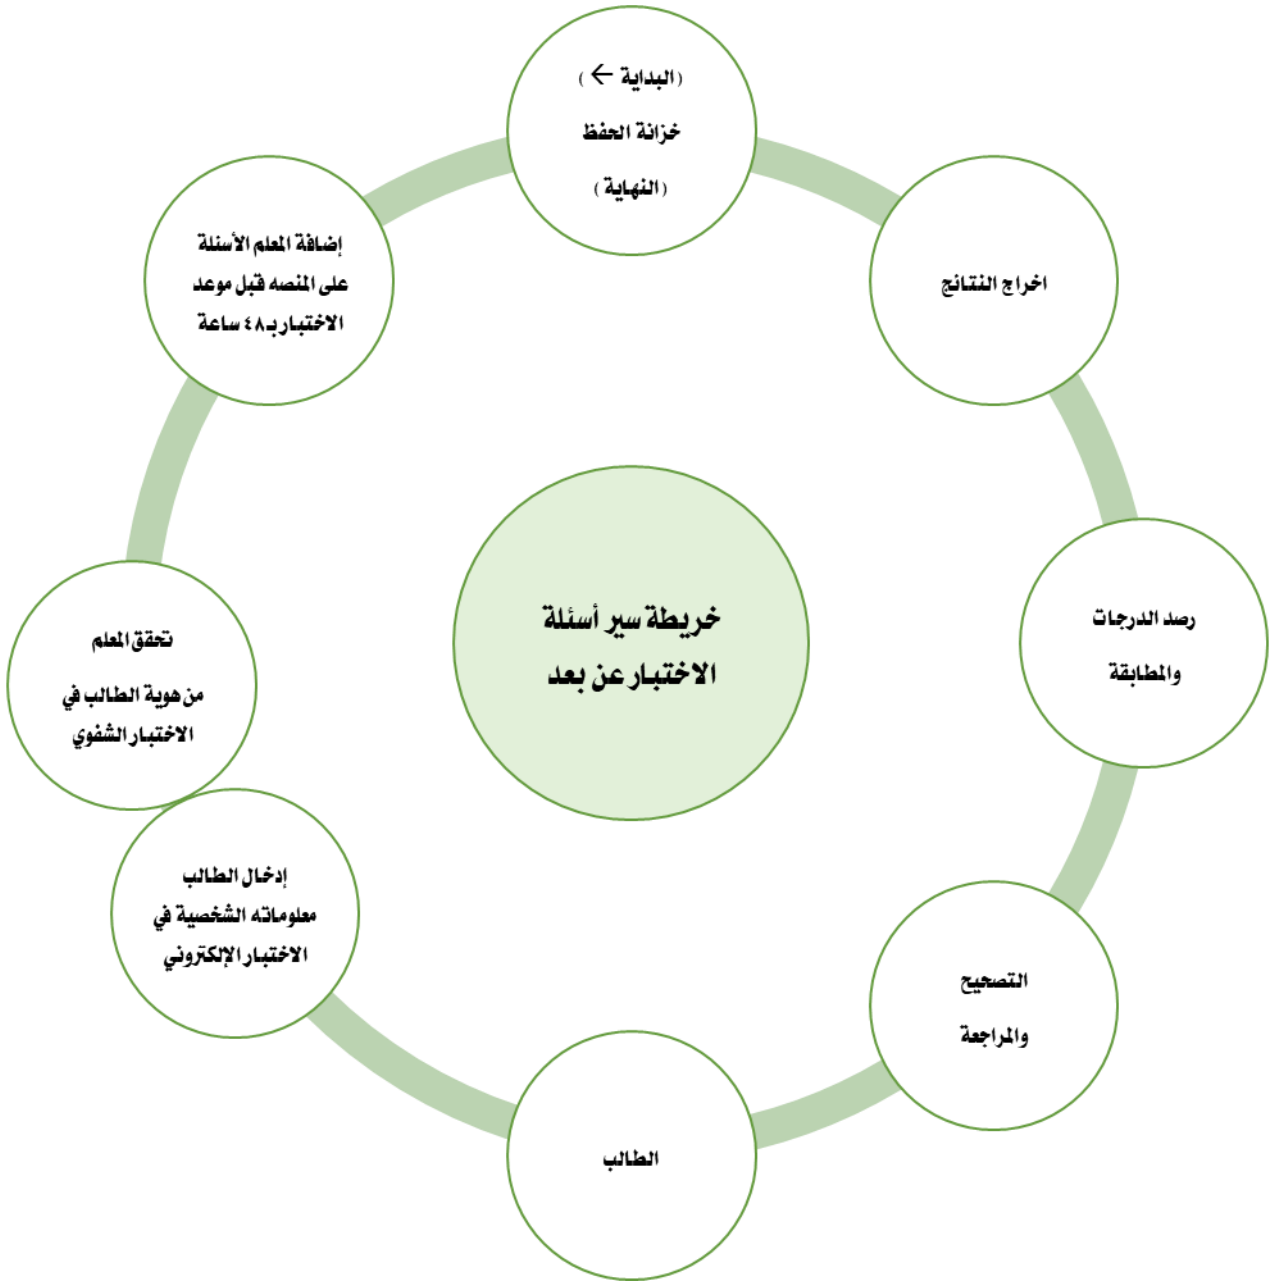 (البداية ← )
خزانة الحفظ
(النهاية)
إضافة المعلم الأسئلة
على المنصه قبل موعد
الاختبار بـ ٤٨ ساعة
تحقق المعلم
من هوية الطالب في
الاختبار الشفوي
إدخال الطالب
معلوماته الشخصية في
الاختبار الإلكتروني
الطالب
التصحيح
والمراجعة
رصد الدرجات
والمطابقة
اخراج النتائج
خريطة سير أسئلة
الاختبار عن بعد